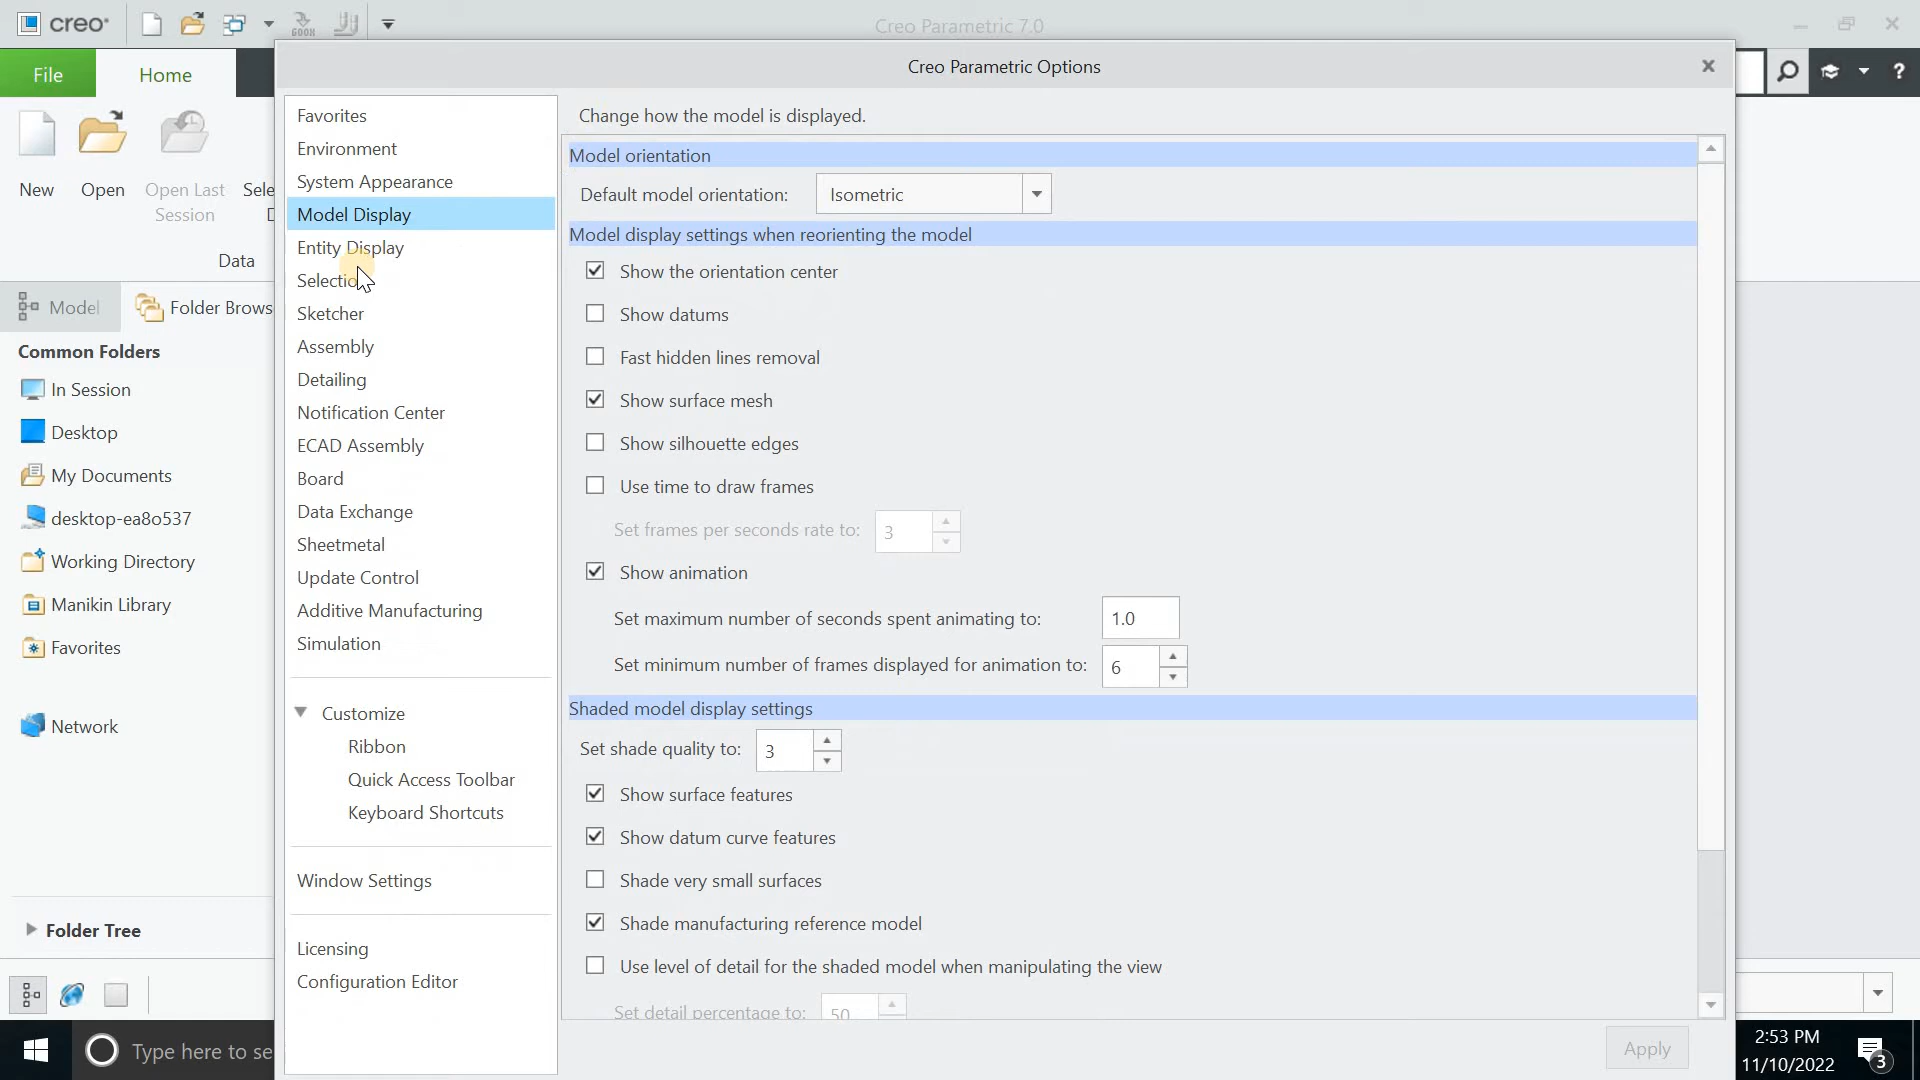 creo
GOOX
Creo Parametric 7.0
File
Home
Creo Parametric Options
?
New
Open
Open Last
Session
Sele
Data
Model
Folder Brows
Common Folders
In Session
Desktop
My Documents
desktop-ea8o537
Working Directory
Manikin Library
Favorites
Network
Folder Tree
Favorites
Environment
System Appearance
Model Display
Entity Display
Selection
Sketcher
Assembly
Detailing
Notification Center
ECAD Assembly
Board
Data Exchange
Sheetmetal
Update Control
Additive Manufacturing
Simulation
Customize
Ribbon
Quick Access Toolbar
Keyboard Shortcuts
Window Settings
Licensing
Configuration Editor
Change how the model is displayed.
Model orientation
Default model orientation: Isometric
Model display settings when reorienting the model
Show the orientation center
Show datums
Fast hidden lines removal
Show surface mesh
Show silhouette edges
Use time to draw frames
Set frames per seconds rate to: 3
Show animation
Set maximum number of seconds spent animating to: 1.0
Set minimum number of frames displayed for animation to: 6
Shaded model display settings
Set shade quality to: 3
Show surface features
Show datum curve features
Shade very small surfaces
Shade manufacturing reference model
Use level of detail for the shaded model when manipulating the view
Set detail percentage to: 50
Apply
Type here to se
2:53 PM
11/10/2022
3